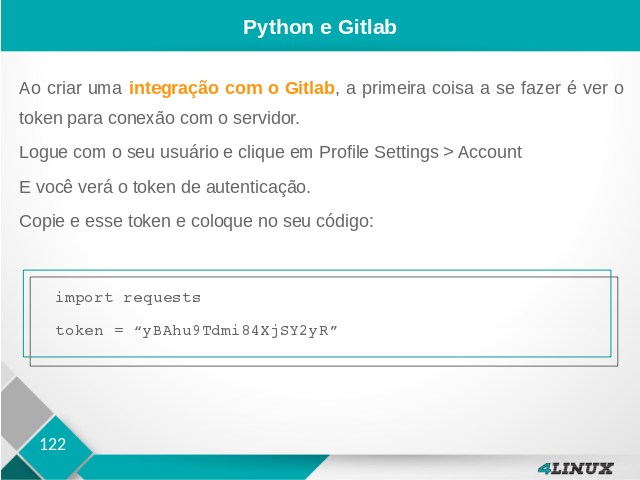 Python e Gitlab
Ao criar uma integração com o Gitlab, a primeira coisa a se fazer é ver o
token para conexão com o servidor.
Logue com o seu usuário e clique em Profile Settings > Account
E você verá o token de autenticação.
Copie e esse token e coloque no seu código:
import requests
token = “yBAhu9Tdmi84XjSY2yR”
122
4LINUX